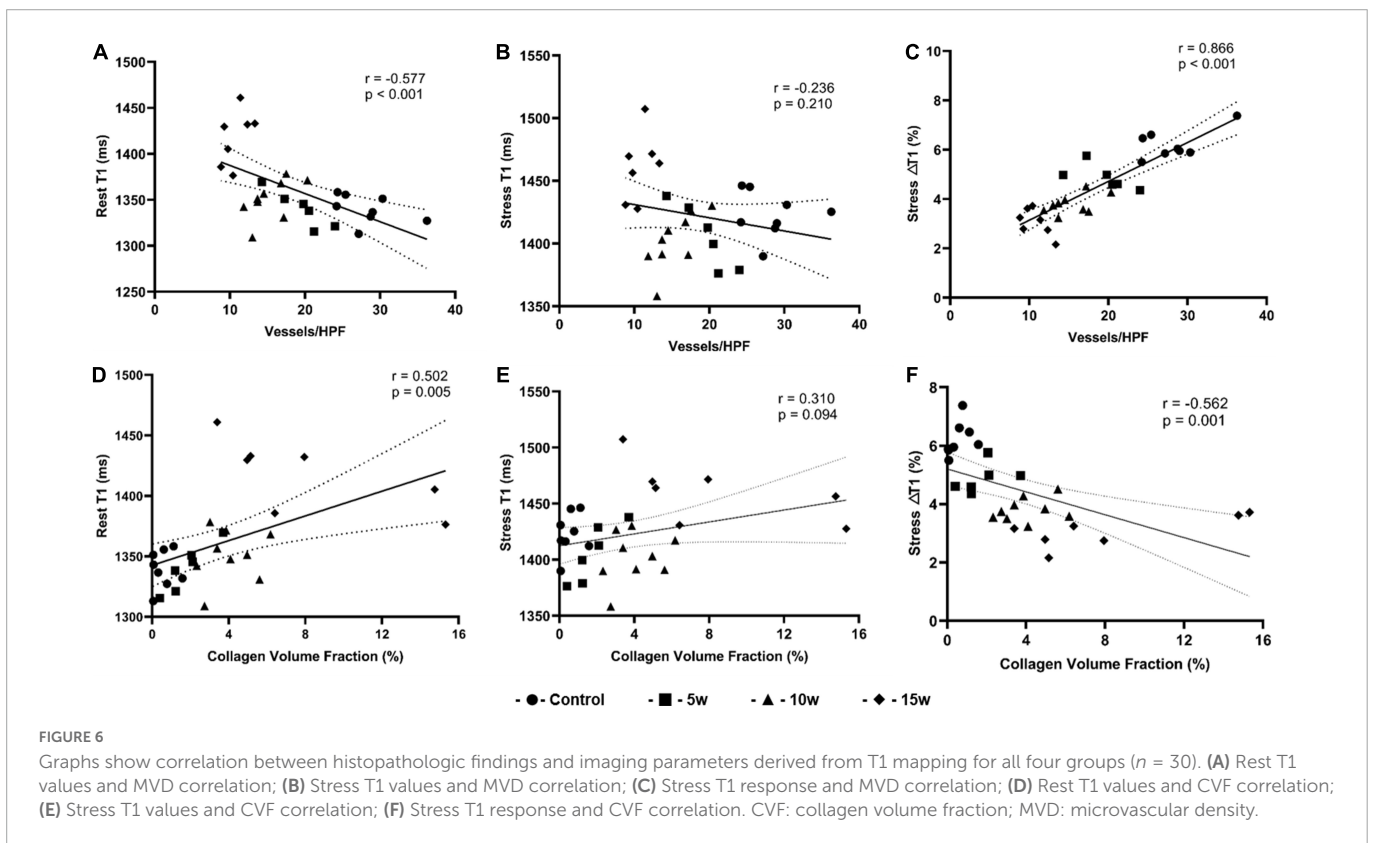 A
r = -0.577
p < 0.001
Rest T1 (ms)
1500
1450
1400
1350
1300
1250
0
10
20
30
40
Vessels/HPF
B
r = -0.236
p = 0.210
Stress T1 (ms)
1550
1500
1450
1400
1350
0
10
20
30
40
Vessels/HPF
C
r = 0.866
p < 0.001
Stress △T1 (%)
10
8
6
4
2
0
0
10
20
30
40
Vessels/HPF
D
r = 0.502
p = 0.005
Rest T1 (ms)
1500
1450
1400
1350
1300
0
4
8
12
16
Collagen Volume Fraction (%)
E
r = 0.310
p = 0.094
Stress T1 (ms)
1550
1500
1450
1400
1350
0
4
8
12
16
Collagen Volume Fraction (%)
F
r = -0.562
p = 0.001
Stress △T1 (%)
8
6
4
2
0
0
4
8
12
16
Collagen Volume Fraction (%)
Control
5w
10w
15w
FIGURE 6
Graphs show correlation between histopathologic findings and imaging parameters derived from T1 mapping for all four groups (n = 30). (A) Rest T1
values and MVD correlation; (B) Stress T1 values and MVD correlation; (C) Stress T1 response and MVD correlation; (D) Rest T1 values and CVF correlation;
(E) Stress T1 values and CVF correlation; (F) Stress T1 response and CVF correlation. CVF: collagen volume fraction; MVD: microvascular density.